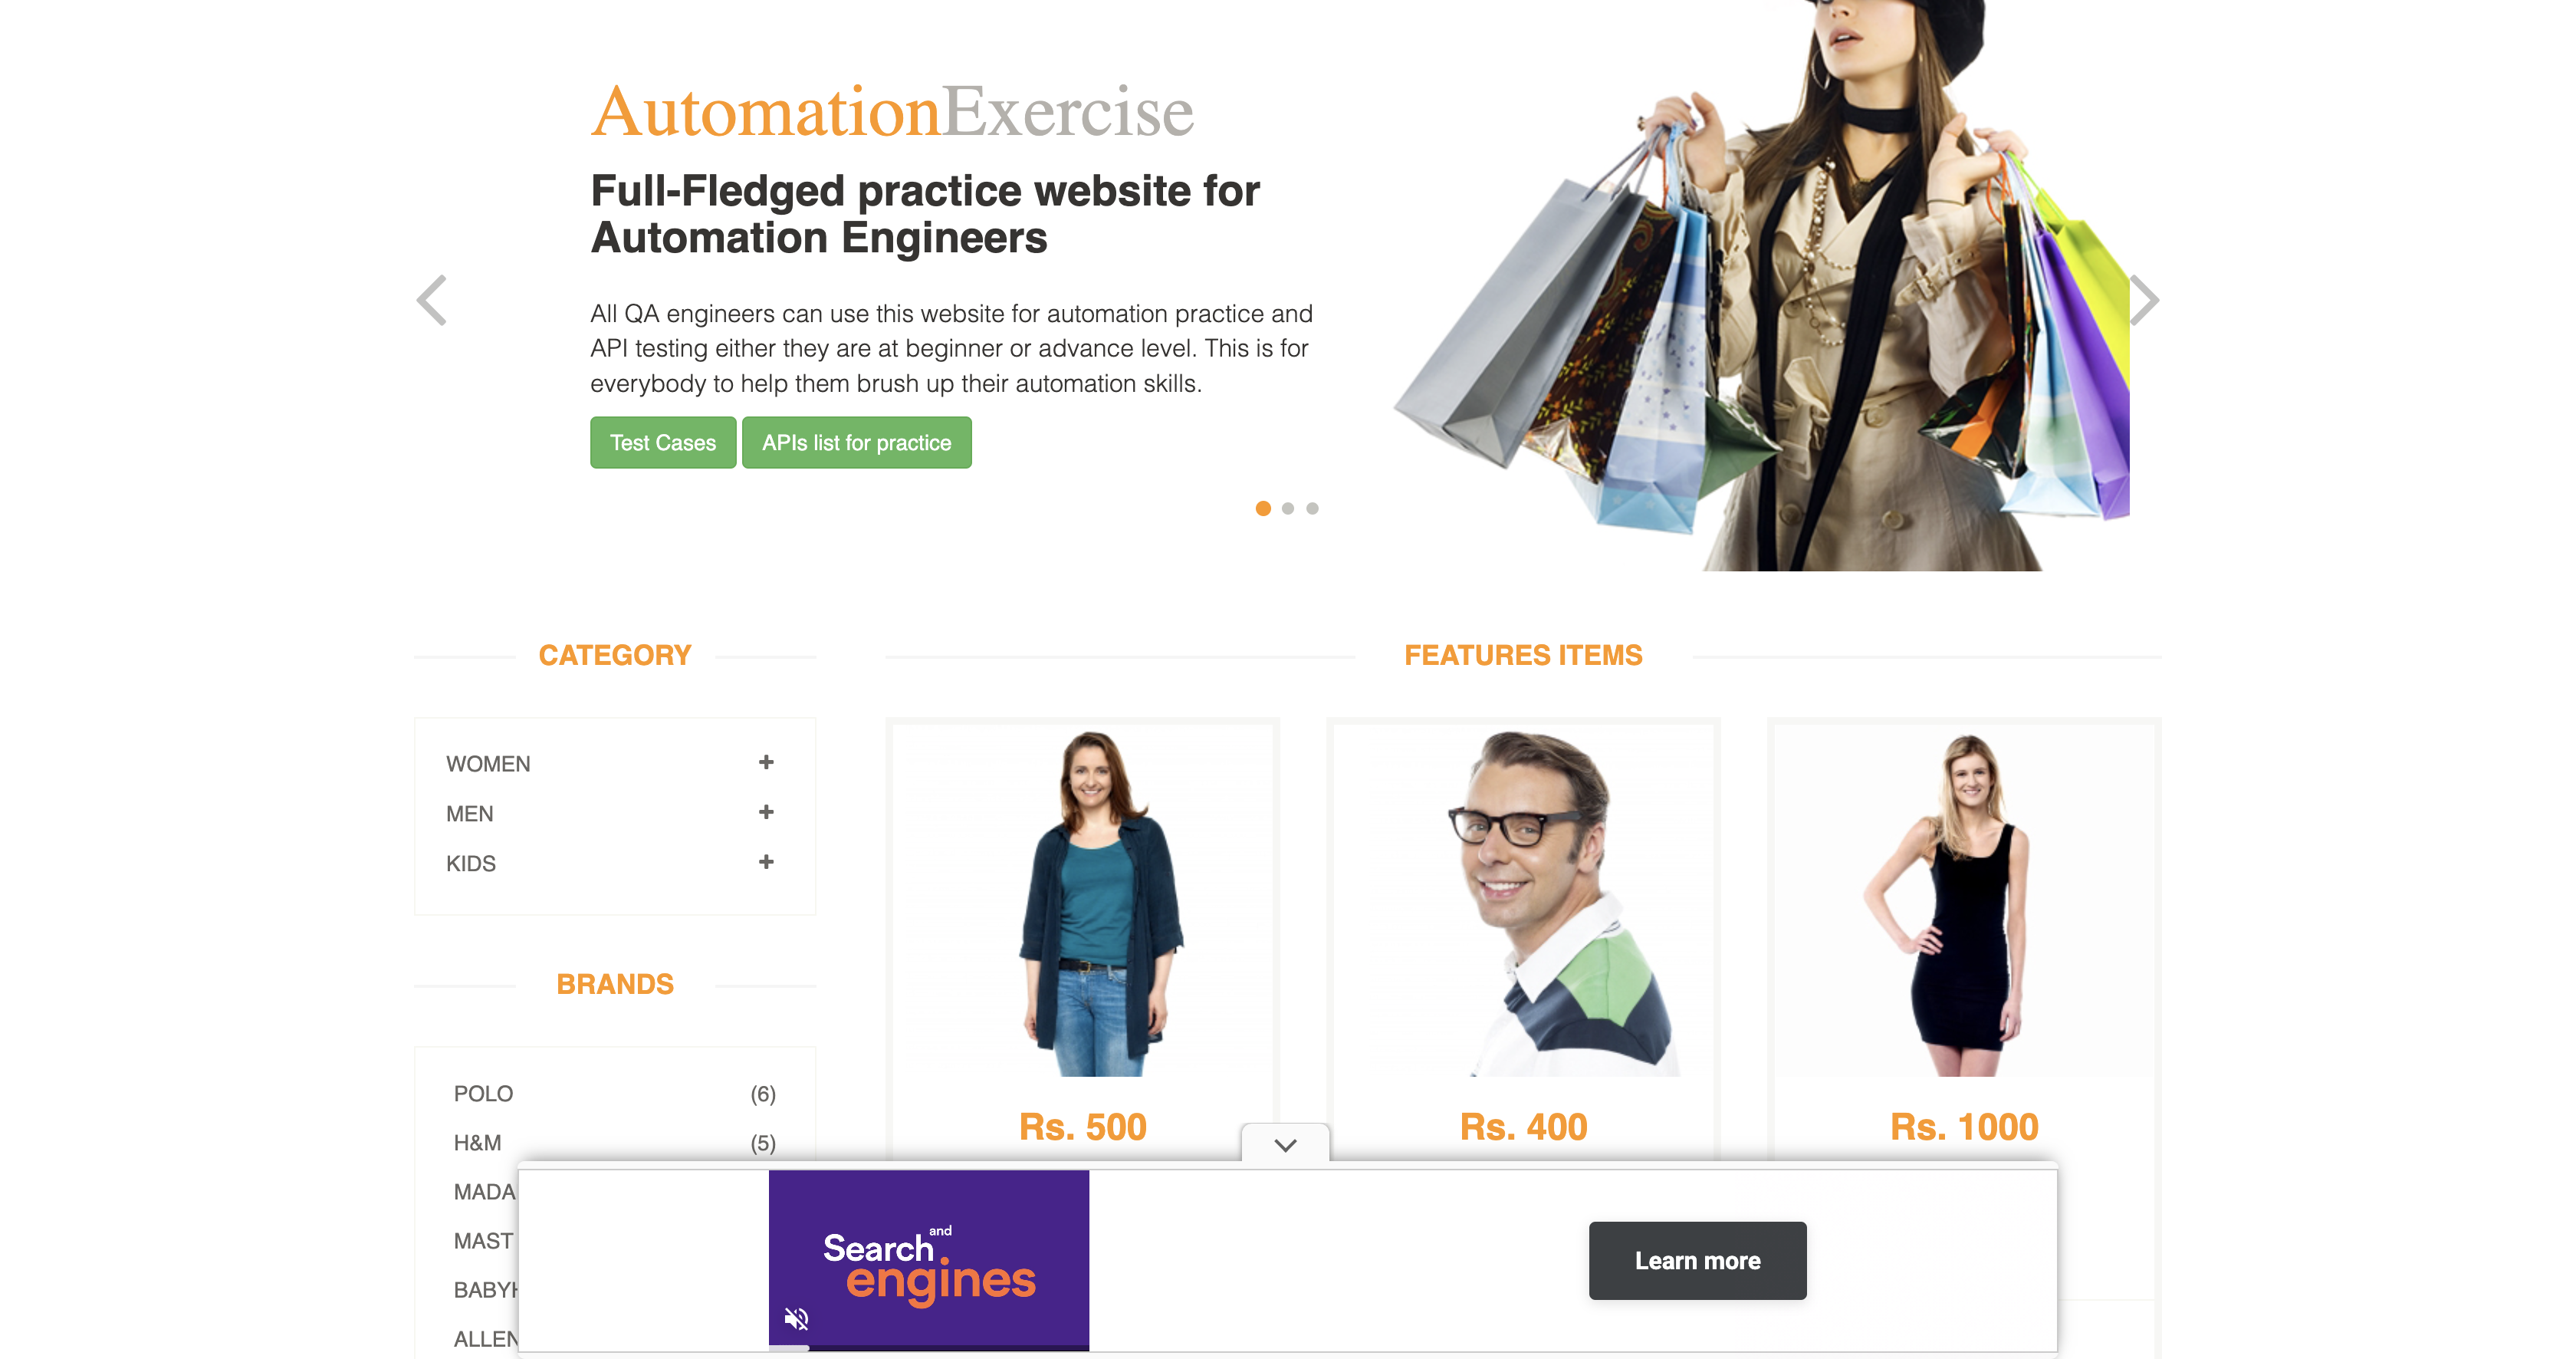 AutomationExercise
Full-Fledged practice website for
Automation Engineers
All QA engineers can use this website for automation practice and
API testing either they are at beginner or advance level. This is for
everybody to help them brush up their automation skills.
Test Cases
APIs list for practice
CATEGORY
WOMEN +
MEN +
KIDS +
BRANDS
POLO (6)
H&M (5)
MADA
MAST
BABYH
ALLEN
FEATURES ITEMS
Rs. 500
Rs. 400
Rs. 1000
Search and
engines
Learn more